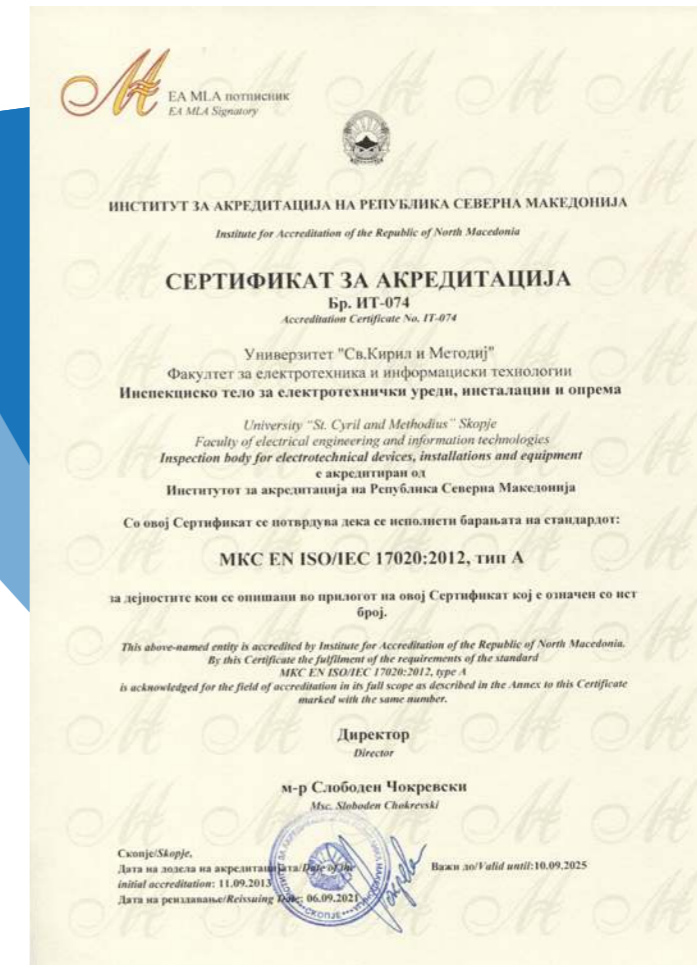 ЕА MLA потписник
EA MLA Signatory
ИНСТИТУТ ЗА АКРЕДИТАЦИЈА НА РЕПУБЛИКА СЕВЕРНА МАКЕДОНИЈА
Institute for Accreditation of the Republic of North Macedonia
СЕРТИФИКАТ ЗА АКРЕДИТАЦИЈА
Бр. ИТ-074
Accreditation Certificate No. IT-074
Универзитет "Св.Кирил и Методиј"
Факултет за електротехника и информациски технологии
Инспекциско тело за електротехнички уреди, инсталации и опрема
University "St. Cyril and Methodius" Skopje
Faculty of electrical engineering and information technologies
Inspection body for electrotechnical devices, installations and equipment
е акредитиран од
Институтот за акредитација на Република Северна Македонија
Со овој Сертификат се потврдува дека се исполнети барањата на стандардот:
МКС EN ISO/IEC 17020:2012, тип А
за дејностите кои се опишани во прилогот на овој Сертификат кој е означен со ист
број.
This above-named entity is accredited by Institute for Accreditation of the Republic of North Macedonia.
By this Certificate the fulfilment of the requirements of the standard
MKC EN ISO/IEC 17020:2012, type A
is acknowledged for the field of accreditation in its full scope as described in the Annex to this Certificate
marked with the same number.
Директор
Director
м-р Слободен Чокревски
Msc. Sloboden Chokrevski
Скопје/Skopje,
Дата на додела на акредитацијата/Date of the
initial accreditation: 11.09.2013
Дата на реиздавање/Reissuing Date: 06.09.2021
Важи до/Valid until:10.09.2025
СКОПЈЕ